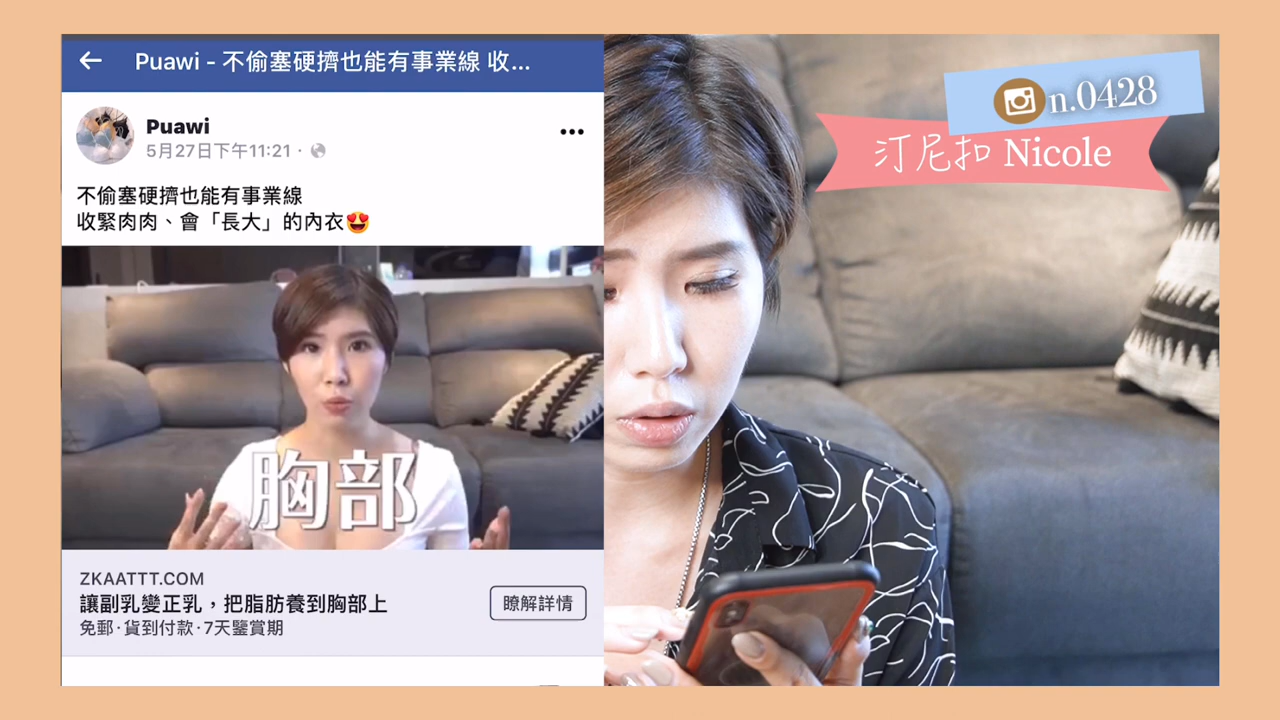 Puawi - 不偷塞硬擠也能有事業線 收...
Puawi
5月27日下午11:21
不偷塞硬擠也能有事業線
收緊肉肉、會「長大」的內衣😍
胸部
ZKAATTT.COM
讓副乳變正乳，把脂肪養到胸部上
免郵·貨到付款·7天鑒賞期
瞭解詳情
n.0428
汀尼扣 Nicole